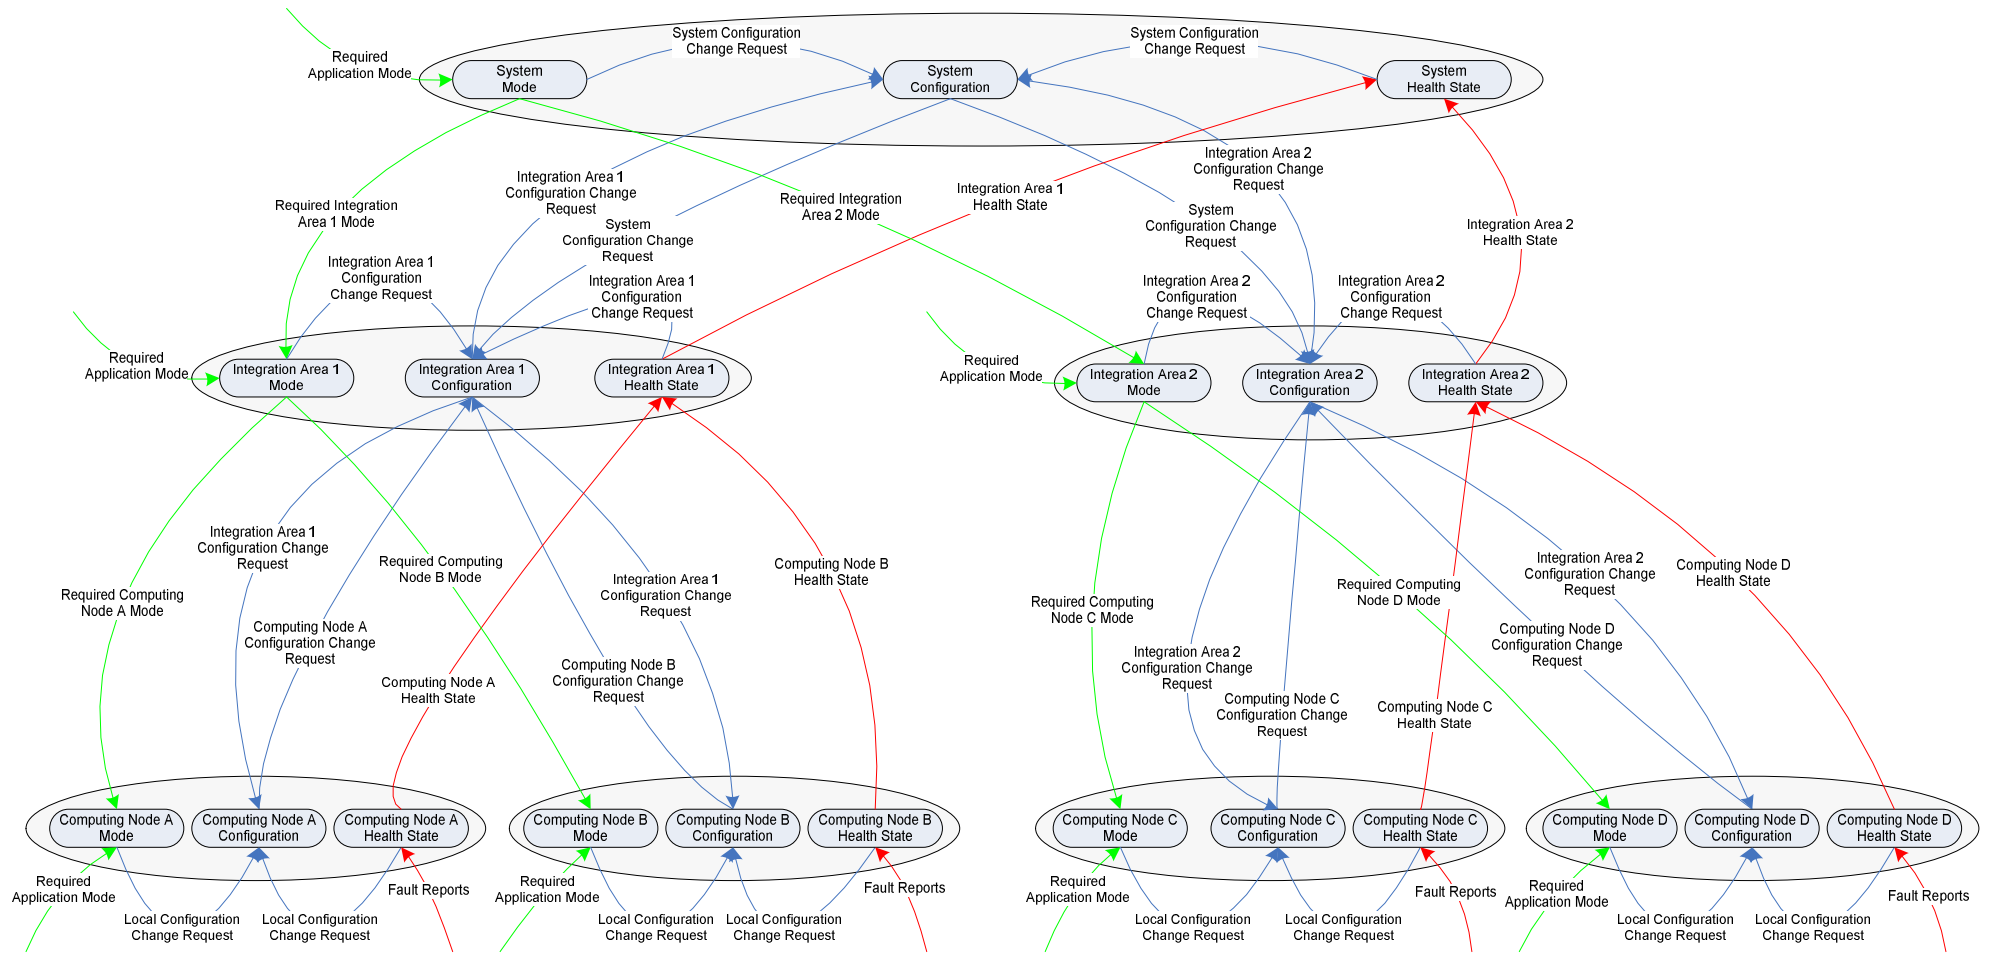 System Configuration
Change Request
System Configuration
Change Request
Required
Application Mode
System
Mode
System
Configuration
System
Health State
Integration Area 1
Configuration Change
Request
System
Configuration Change
Request
Required Integration
Area 1 Mode
Required Integration
Area 2 Mode
Integration Area 1
Health State
Integration Area 2
Configuration Change
Request
System
Configuration Change
Request
Integration Area 2
Health State
Integration Area 1
Configuration
Change Request
Integration Area 1
Configuration
Change Request
Integration Area 2
Configuration
Change Request
Integration Area 2
Configuration
Change Request
Required
Application Mode
Integration Area 1
Mode
Integration Area 1
Configuration
Integration Area 1
Health State
Required
Application Mode
Integration Area 2
Mode
Integration Area 2
Configuration
Integration Area 2
Health State
Integration Area 1
Configuration Change
Request
Required Computing
Node A Mode
Computing Node A
Configuration Change
Request
Required Computing
Node B Mode
Computing Node A
Health State
Integration Area 1
Configuration Change
Request
Computing Node B
Configuration Change
Request
Computing Node B
Health State
Required Computing
Node C Mode
Integration Area 2
Configuration Change
Request
Computing Node C
Configuration Change
Request
Required Computing
Node D Mode
Computing Node C
Health State
Integration Area 2
Configuration Change
Request
Computing Node D
Configuration Change
Request
Computing Node D
Health State
Computing Node A
Mode
Computing Node A
Configuration
Computing Node A
Health State
Computing Node B
Mode
Computing Node B
Configuration
Computing Node B
Health State
Computing Node C
Mode
Computing Node C
Configuration
Computing Node C
Health State
Computing Node D
Mode
Computing Node D
Configuration
Computing Node D
Health State
Required
Application Mode
Local Configuration
Change Request
Local Configuration
Change Request
Fault Reports
Required
Application Mode
Local Configuration
Change Request
Local Configuration
Change Request
Fault Reports
Required
Application Mode
Local Configuration
Change Request
Local Configuration
Change Request
Fault Reports
Required
Application Mode
Local Configuration
Change Request
Local Configuration
Change Request
Fault Reports